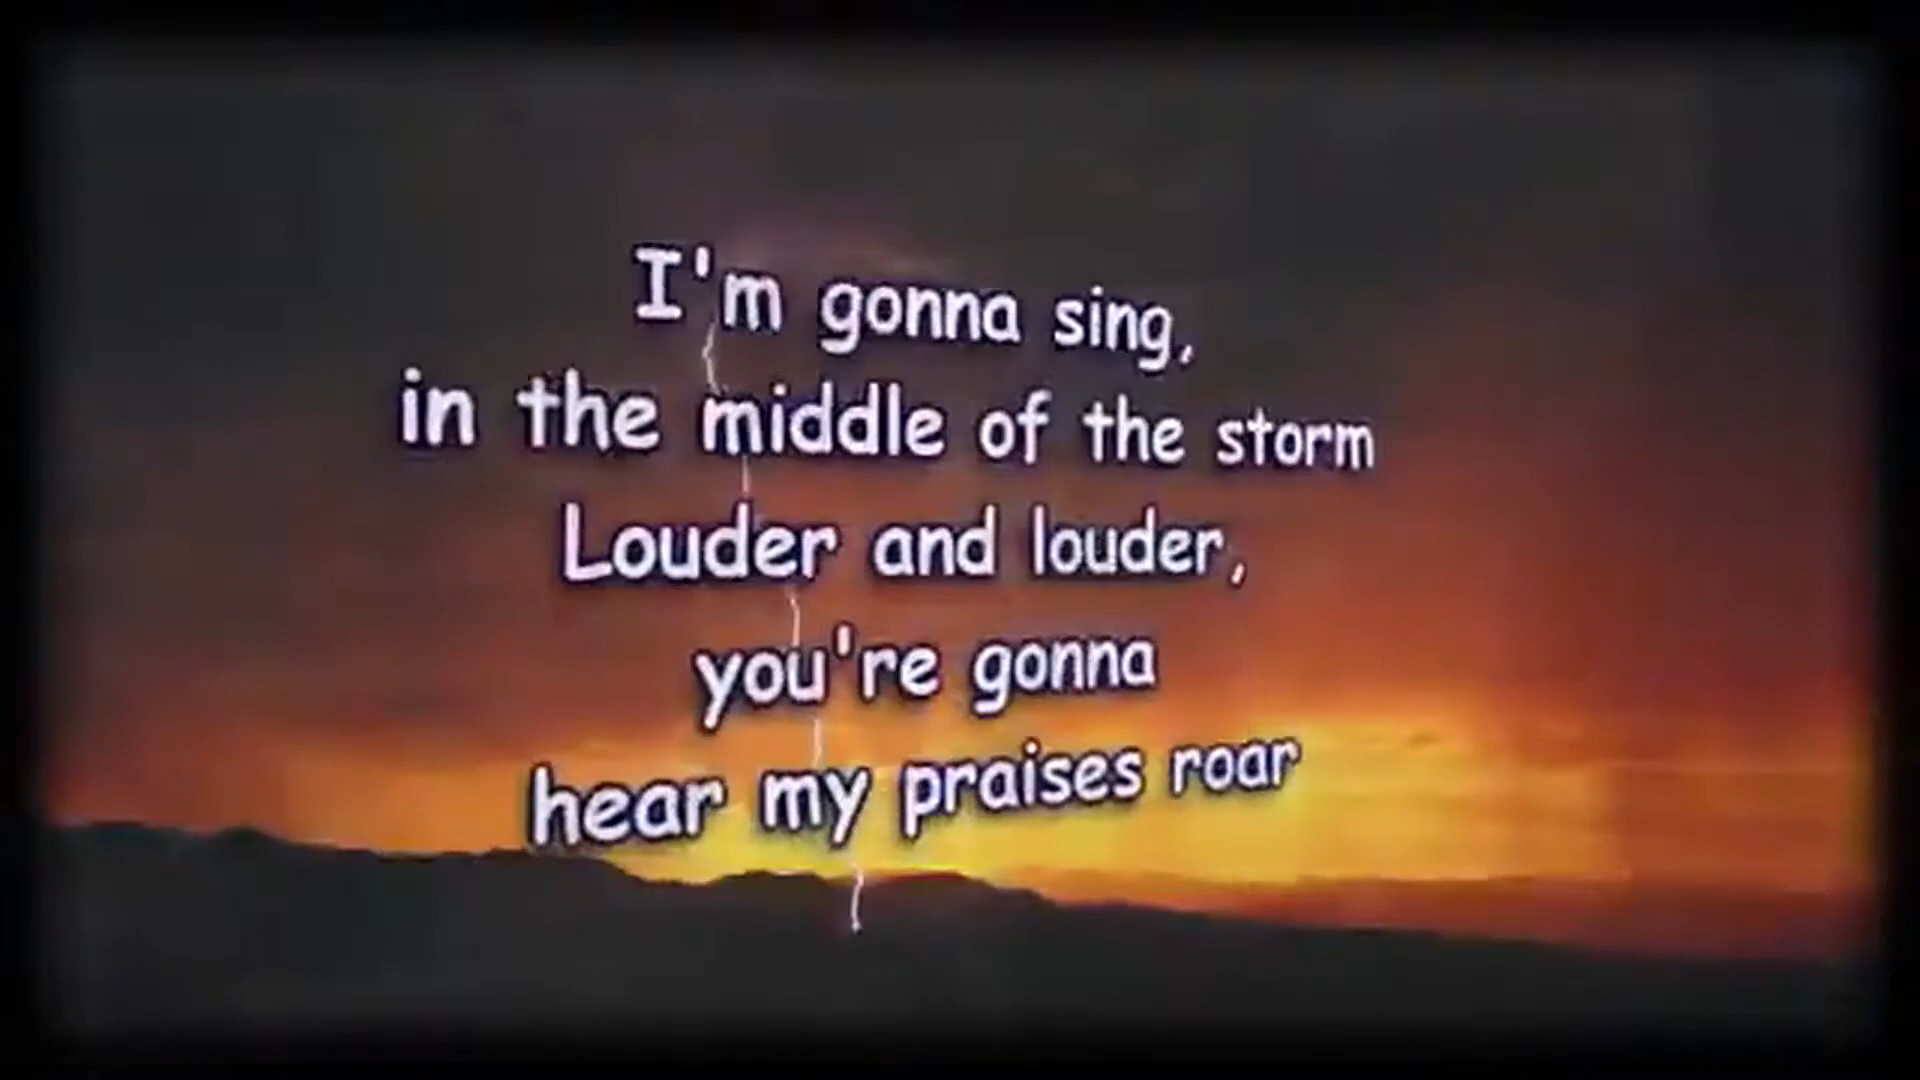 I'm gonna sing,
in the middle of the storm
Louder and louder,
you're gonna
hear my praises roar